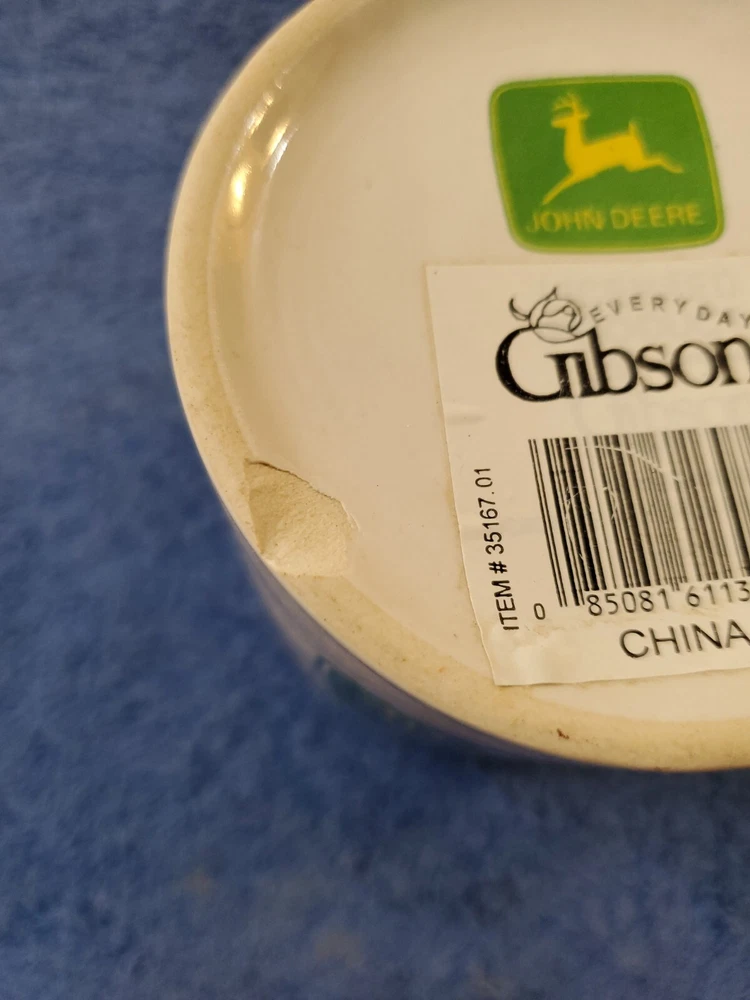 JOHN DEERE
EVERYDAY
Gibson
ITEM # 35167.01
0 85081 6113
CHINA